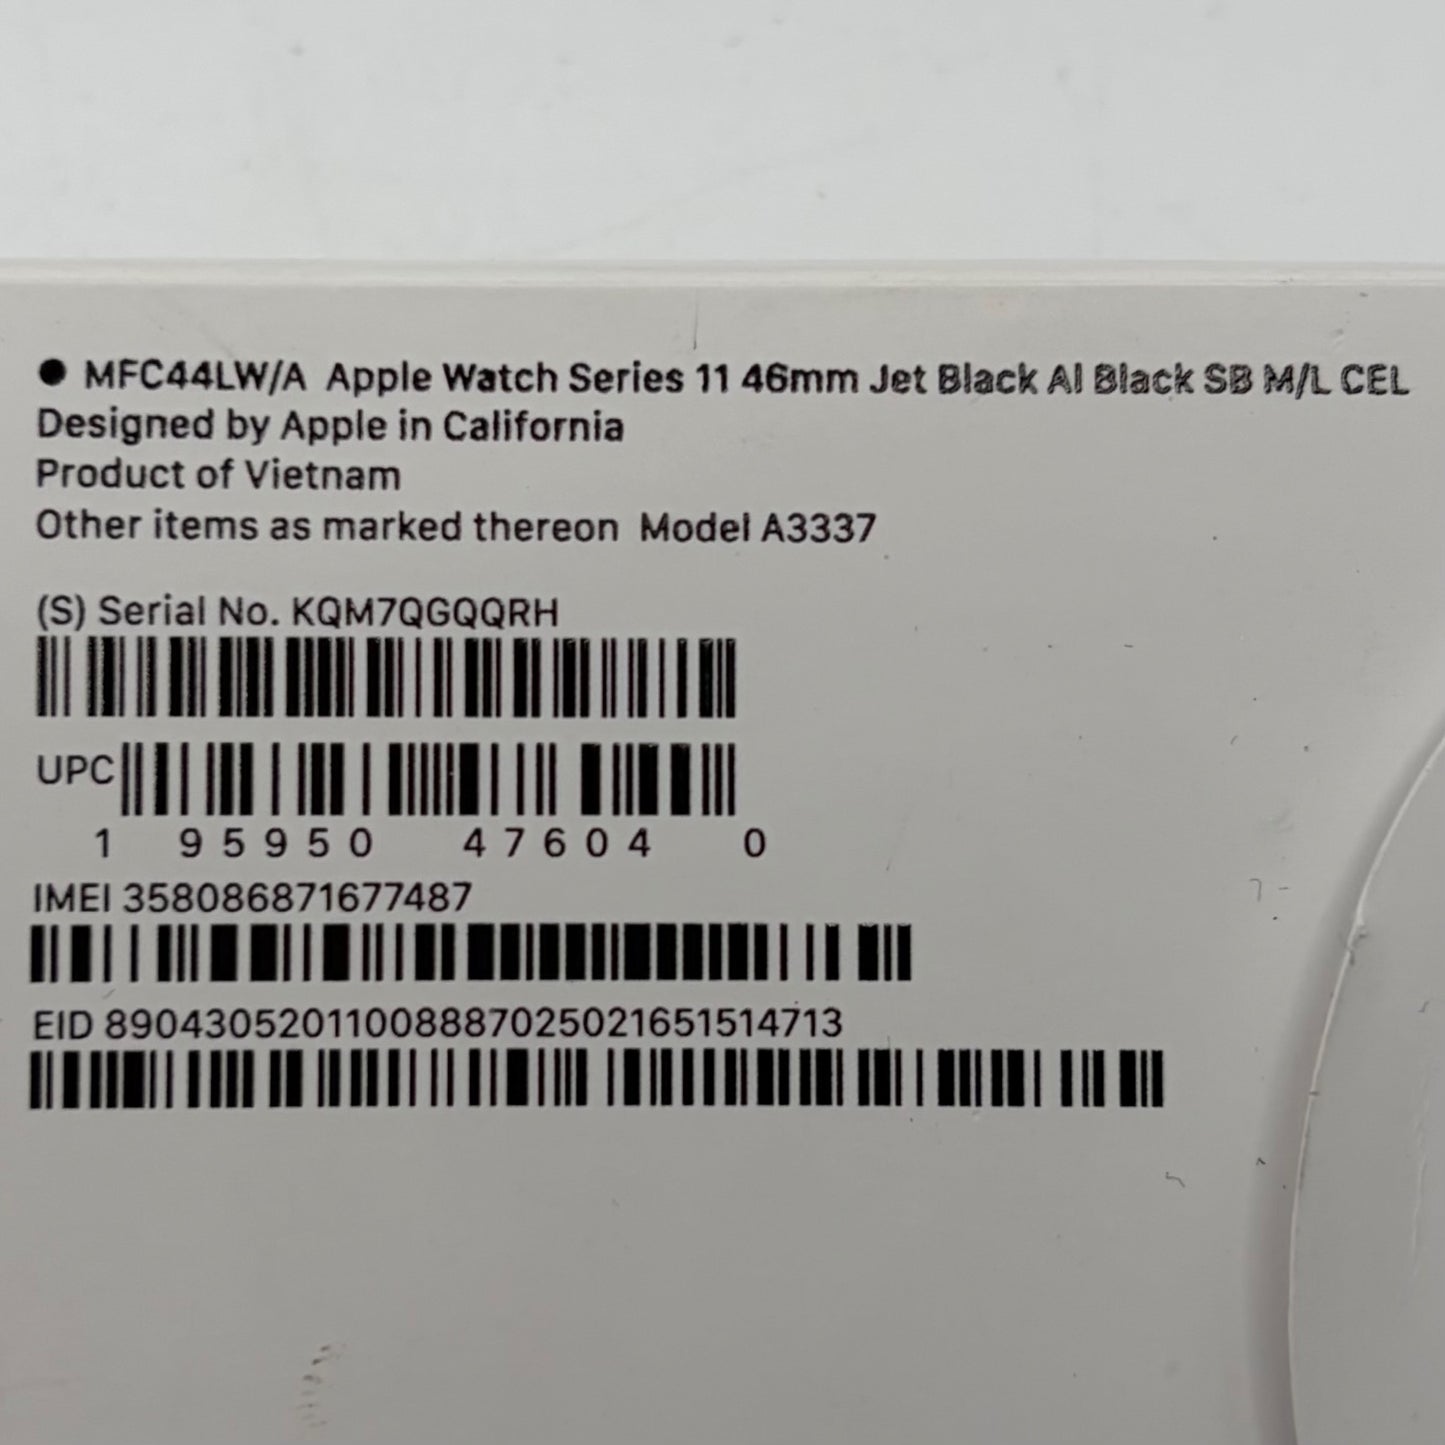 ● MFC44LW/A Apple Watch Series 11 46mm Jet Black Al Black SB M/L CEL
Designed by Apple in California
Product of Vietnam
Other items as marked thereon Model A3337
(S) Serial No. KQM7QGQQRH
UPC
1 95950 47604 0
IMEI 358086871677487
EID 89043052011008887025021651514713